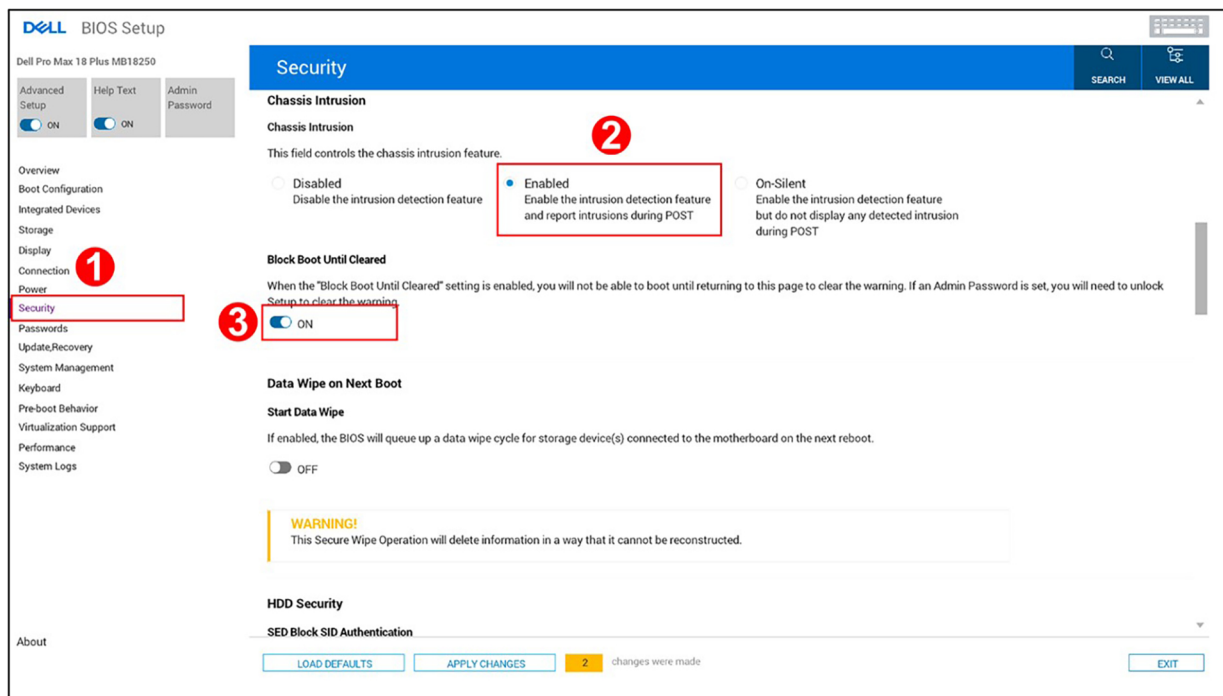 DELL BIOS Setup
Dell Pro Max 18 Plus MB18250
Advanced
Setup
ON
Help Text
ON
Admin
Password
Overview
Boot Configuration
Integrated Devices
Storage
Display
Connection
Power
Security
Passwords
Update,Recovery
System Management
Keyboard
Pre-boot Behavior
Virtualization Support
Performance
System Logs
About
1
Security
SEARCH
VIEW ALL
Chassis Intrusion
Chassis Intrusion
2
This field controls the chassis intrusion feature.
Disabled
Disable the intrusion detection feature
Enabled
Enable the intrusion detection feature
and report intrusions during POST
On-Silent
Enable the intrusion detection feature
but do not display any detected intrusion
during POST
Block Boot Until Cleared
When the "Block Boot Until Cleared" setting is enabled, you will not be able to boot until returning to this page to clear the warning. If an Admin Password is set, you will need to unlock
Setup to clear the warning.
3
ON
Data Wipe on Next Boot
Start Data Wipe
If enabled, the BIOS will queue up a data wipe cycle for storage device(s) connected to the motherboard on the next reboot.
OFF
WARNING!
This Secure Wipe Operation will delete information in a way that it cannot be reconstructed.
HDD Security
SED Block SID Authentication
LOAD DEFAULTS
APPLY CHANGES
2 changes were made
EXIT